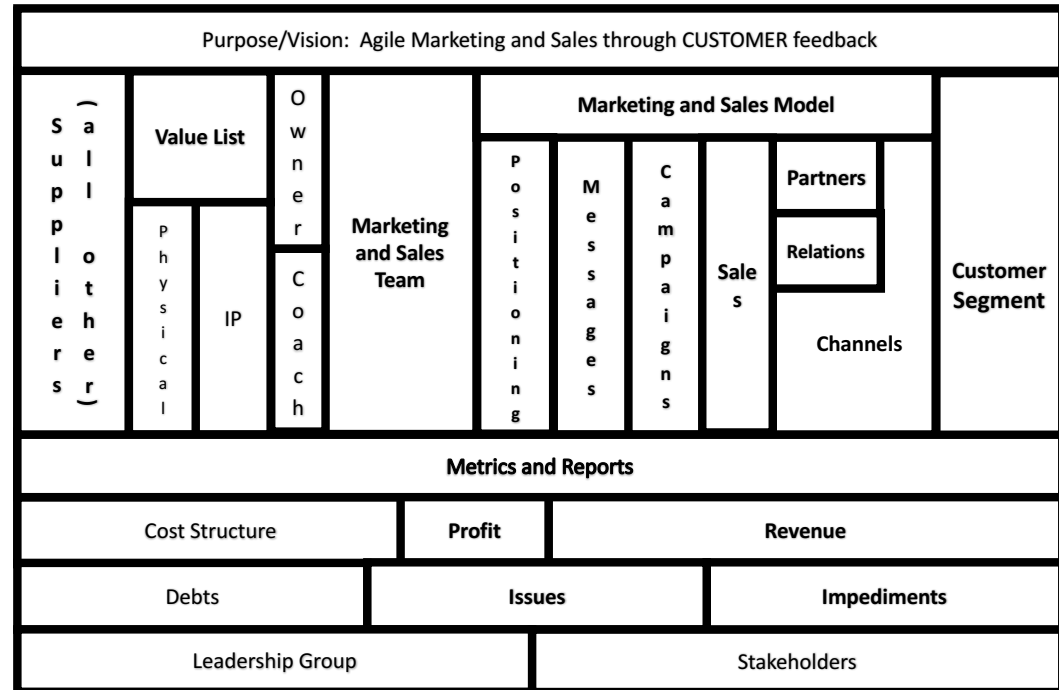 Purpose/Vision: Agile Marketing and Sales through CUSTOMER feedback
Suppliers
(all other)
Value List
Physical
IP
Owner
Coach
Marketing
and Sales
Team
Marketing and Sales Model
Positioning
Messages
Campaigns
Sale
s
Partners
Relations
Channels
Customer
Segment
Metrics and Reports
Cost Structure
Profit
Revenue
Debts
Issues
Impediments
Leadership Group
Stakeholders